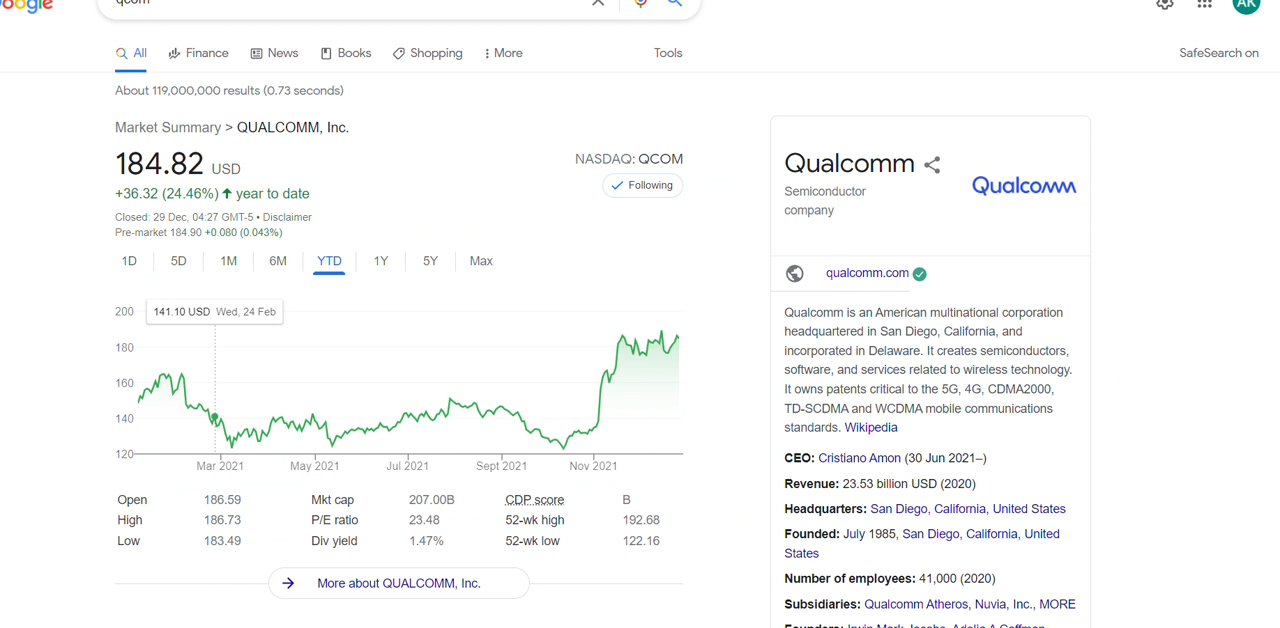 Google
qcom
AK
All
Finance
News
Books
Shopping
More
Tools
SafeSearch on
About 119,000,000 results (0.73 seconds)
Market Summary > QUALCOMM, Inc.
184.82 USD
NASDAQ: QCOM
+36.32 (24.46%) year to date
Following
Closed: 29 Dec, 04:27 GMT-5 • Disclaimer
Pre-market 184.90 +0.080 (0.043%)
1D 5D 1M 6M YTD 1Y 5Y Max
141.10 USD Wed, 24 Feb
200
180
160
140
120
Mar 2021 May 2021 Jul 2021 Sept 2021 Nov 2021
Open 186.59 Mkt cap 207.00B CDP score B
High 186.73 P/E ratio 23.48 52-wk high 192.68
Low 183.49 Div yield 1.47% 52-wk low 122.16
More about QUALCOMM, Inc.
Qualcomm
Semiconductor
company
Qualcomm
qualcomm.com
Qualcomm is an American multinational corporation
headquartered in San Diego, California, and
incorporated in Delaware. It creates semiconductors,
software, and services related to wireless technology.
It owns patents critical to the 5G, 4G, CDMA2000,
TD-SCDMA and WCDMA mobile communications
standards. Wikipedia
CEO: Cristiano Amon (30 Jun 2021–)
Revenue: 23.53 billion USD (2020)
Headquarters: San Diego, California, United States
Founded: July 1985, San Diego, California, United
States
Number of employees: 41,000 (2020)
Subsidiaries: Qualcomm Atheros, Nuvia, Inc., MORE
Founders: Irwin Mark Jacobs, Adelia A Coffman